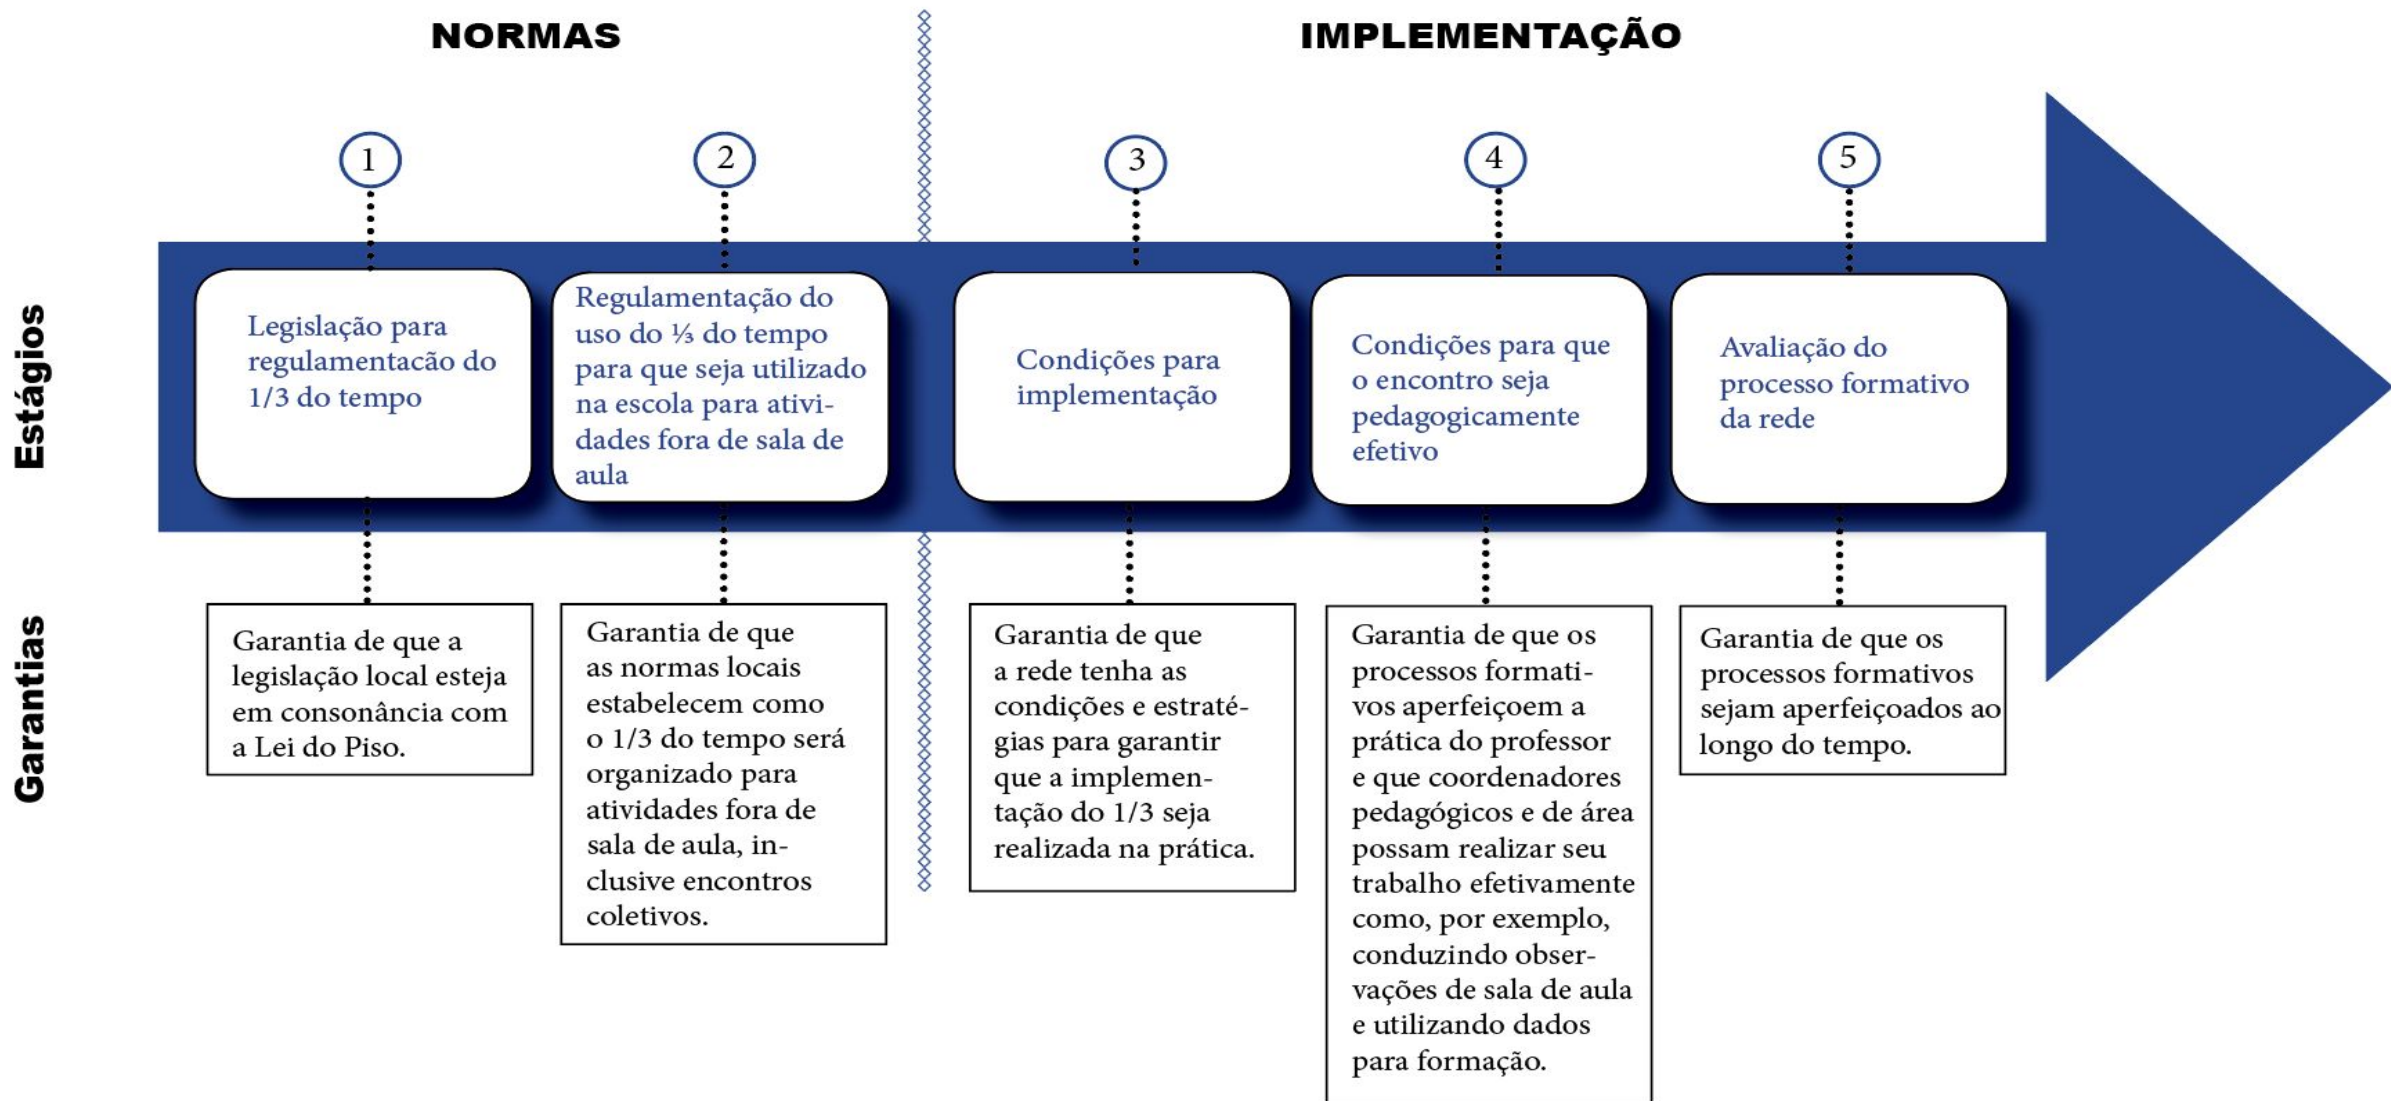 NORMAS
IMPLEMENTAÇÃO
1
2
3
4
5
Estágios
Legislação para
regulamentacão do
1/3 do tempo
Regulamentação do
uso do ⅓ do tempo
para que seja utilizado
na escola para ativi-
dades fora de sala de
aula
Condições para
implementação
Condições para que
o encontro seja
pedagogicamente
efetivo
Avaliação do
processo formativo
da rede
Garantias
Garantia de que a
legislação local esteja
em consonância com
a Lei do Piso.
Garantia de que
as normas locais
estabelecem como
o 1/3 do tempo será
organizado para
atividades fora de
sala de aula, in-
clusive encontros
coletivos.
Garantia de que
a rede tenha as
condições e estraté-
gias para garantir
que a implemen-
tação do 1/3 seja
realizada na prática.
Garantia de que os
processos formati-
vos aperfeiçoem a
prática do professor
e que coordenadores
pedagógicos e de área
possam realizar seu
trabalho efetivamente
como, por exemplo,
conduzindo obser-
vações de sala de aula
e utilizando dados
para formação.
Garantia de que os
processos formativos
sejam aperfeiçoados ao
longo do tempo.